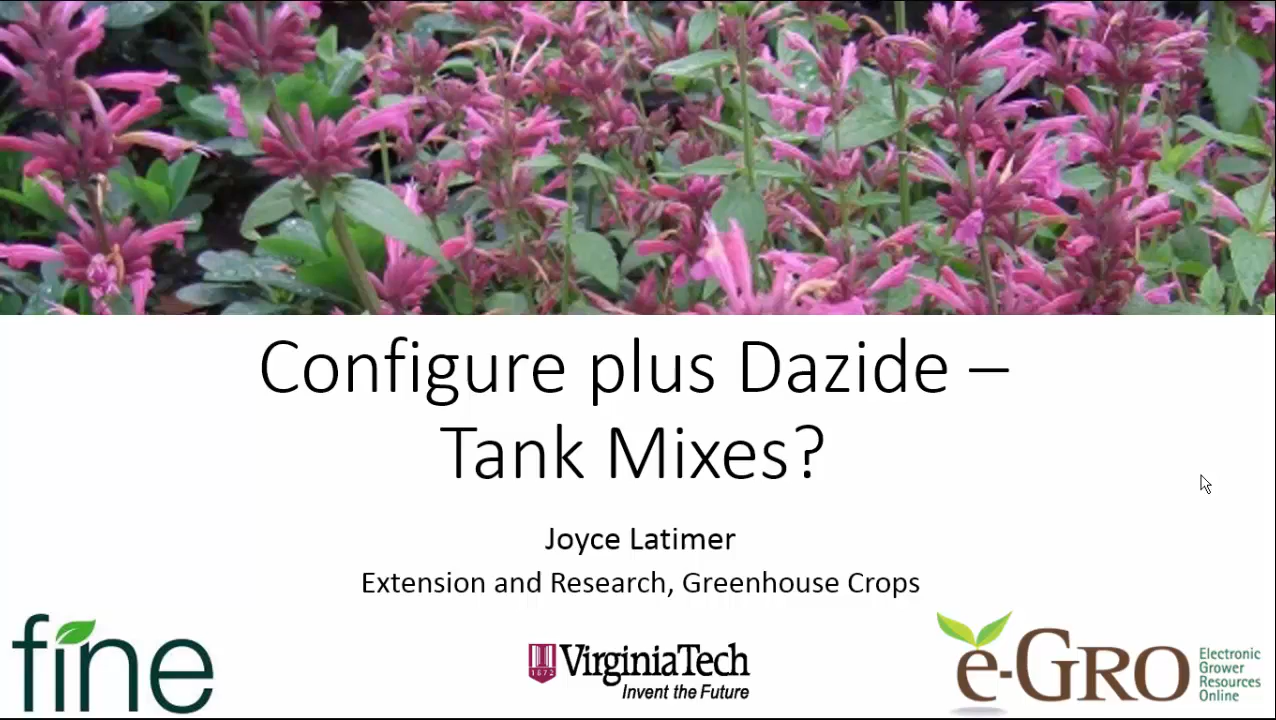 Configure plus Dazide –
Tank Mixes?
Joyce Latimer
Extension and Research, Greenhouse Crops
fine
1872
VirginiaTech
Invent the Future
e-GRO
Electronic
Grower
Resources
Online